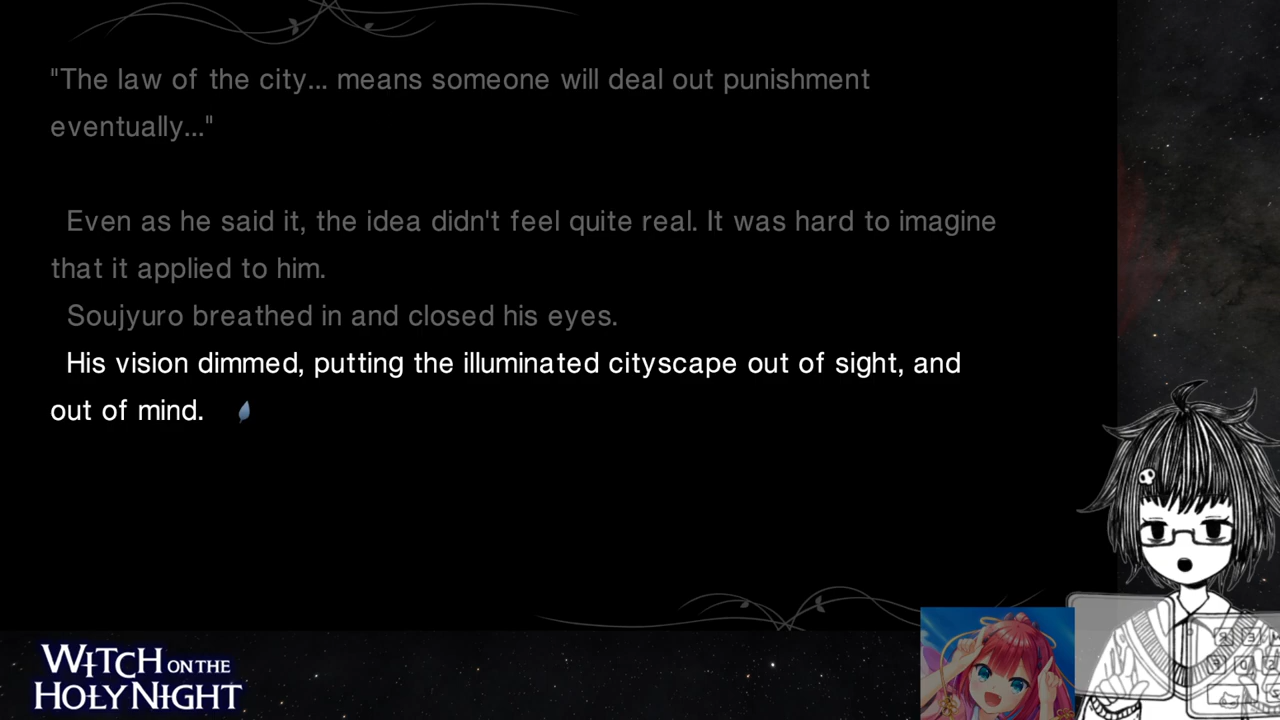 "The law of the city... means someone will deal out punishment
eventually..."
Even as he said it, the idea didn't feel quite real. It was hard to imagine
that it applied to him.
Soujyuro breathed in and closed his eyes.
His vision dimmed, putting the illuminated cityscape out of sight, and
out of mind.
WITCH ON THE
HOLY NIGHT